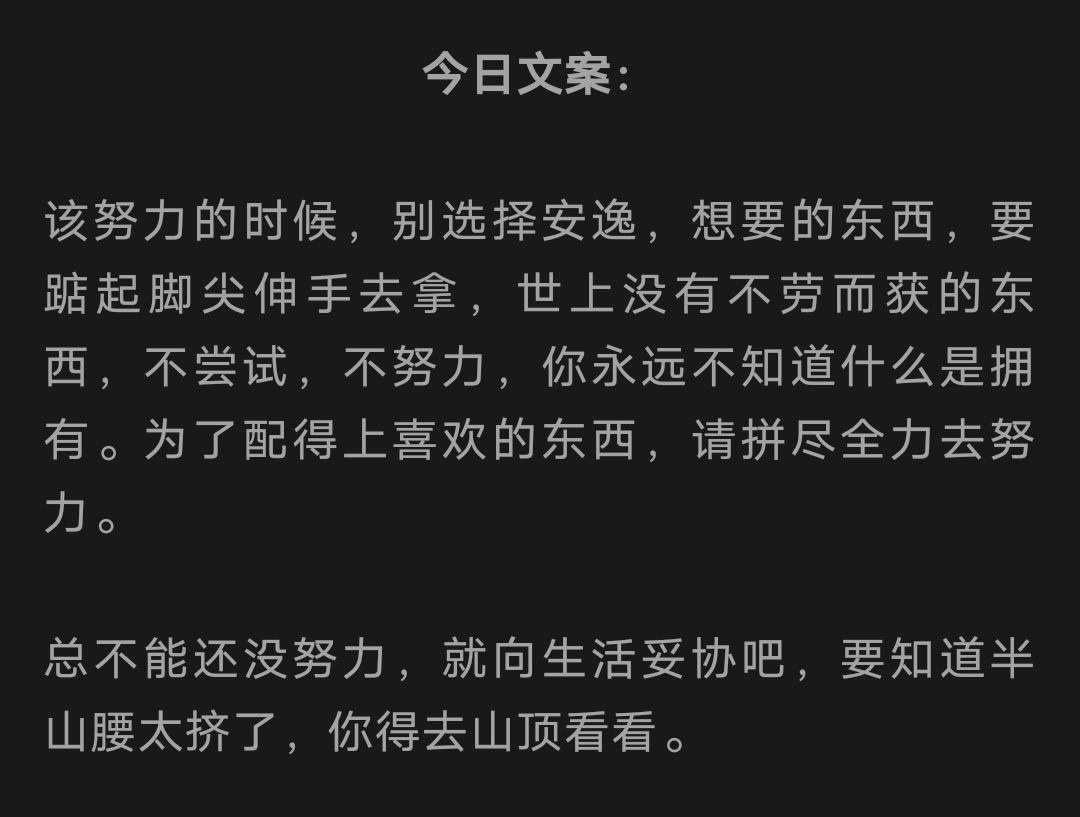 今日文案：
该努力的时候，别选择安逸，想要的东西，要
踮起脚尖伸手去拿，世上没有不劳而获的东
西，不尝试，不努力，你永远不知道什么是拥
有。为了配得上喜欢的东西，请拼尽全力去努
力。
总不能还没努力，就向生活妥协吧，要知道半
山腰太挤了，你得去山顶看看。